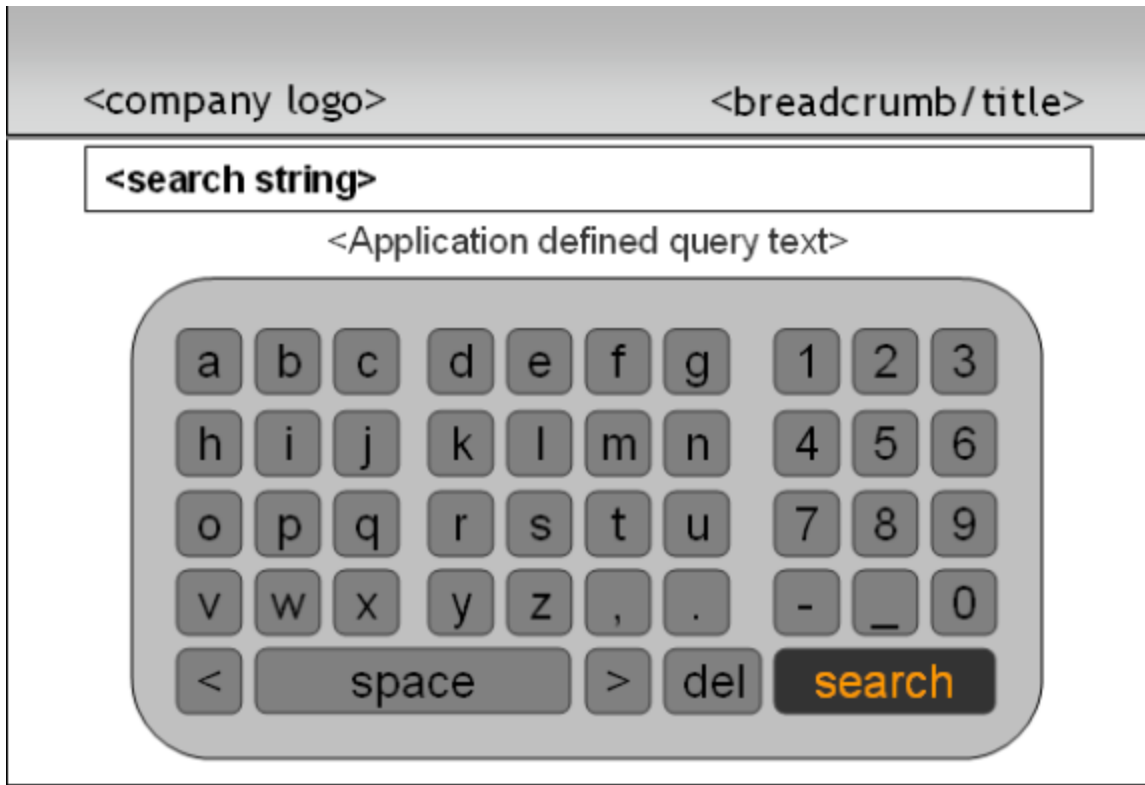 <company logo> <breadcrumb/title>
<search string>
<Application defined query text>
a b c d e f g 1 2 3
h i j k l m n 4 5 6
o p q r s t u 7 8 9
v w x y z , . - _ 0
< space > del search